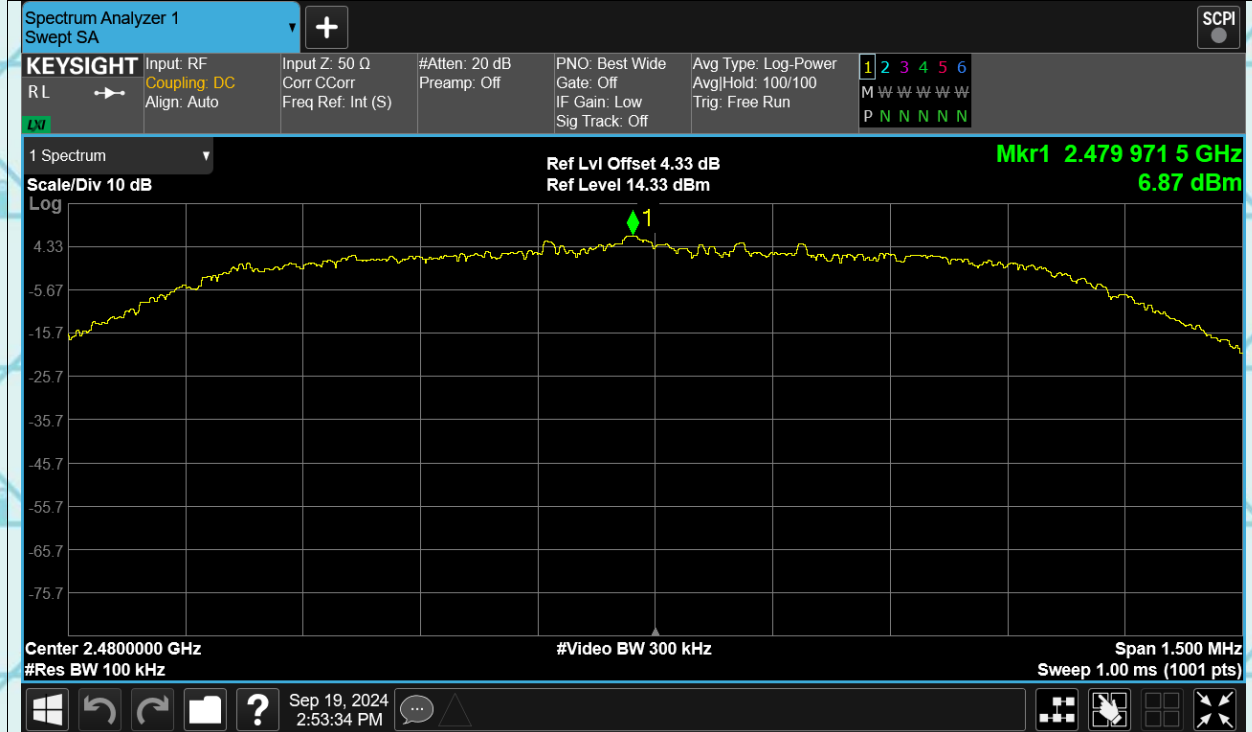 Spectrum Analyzer 1
Swept SA
SCPI
KEYSIGHT
R L
LXI
Input: RF
Coupling: DC
Align: Auto
Input Z: 50 Ω
Corr CCorr
Freq Ref: Int (S)
#Atten: 20 dB
Preamp: Off
PNO: Best Wide
Gate: Off
IF Gain: Low
Sig Track: Off
Avg Type: Log-Power
Avg|Hold: 100/100
Trig: Free Run
1 2 3 4 5 6
M W W W W W
P N N N N N
1 Spectrum
Scale/Div 10 dB
Ref Lvl Offset 4.33 dB
Ref Level 14.33 dBm
Mkr1 2.479 971 5 GHz
6.87 dBm
Log
1
4.33
-5.67
-15.7
-25.7
-35.7
-45.7
-55.7
-65.7
-75.7
Center 2.4800000 GHz
#Video BW 300 kHz
Span 1.500 MHz
#Res BW 100 kHz
Sweep 1.00 ms (1001 pts)
?
Sep 19, 2024
2:53:34 PM